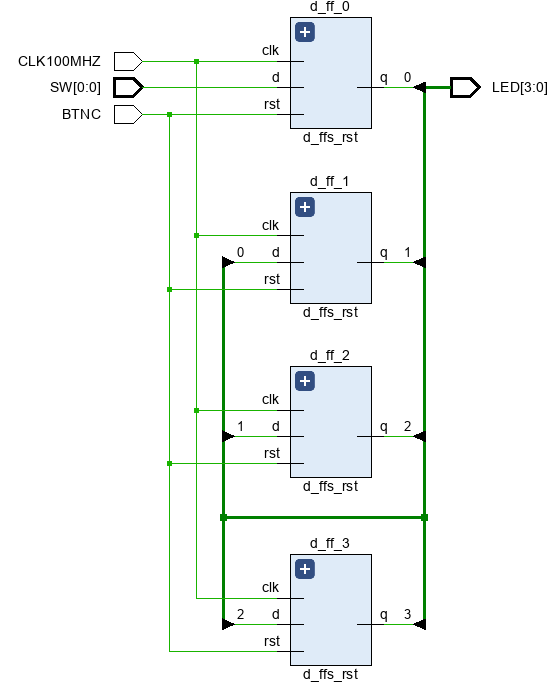 d_ff_0
CLK100MHZ clk
SW[0:0] d q 0 LED[3:0]
BTNC rst
d_ffs_rst
d_ff_1
clk
0 d q 1
rst
d_ffs_rst
d_ff_2
clk
1 d q 2
rst
d_ffs_rst
d_ff_3
clk
2 d q 3
rst
d_ffs_rst